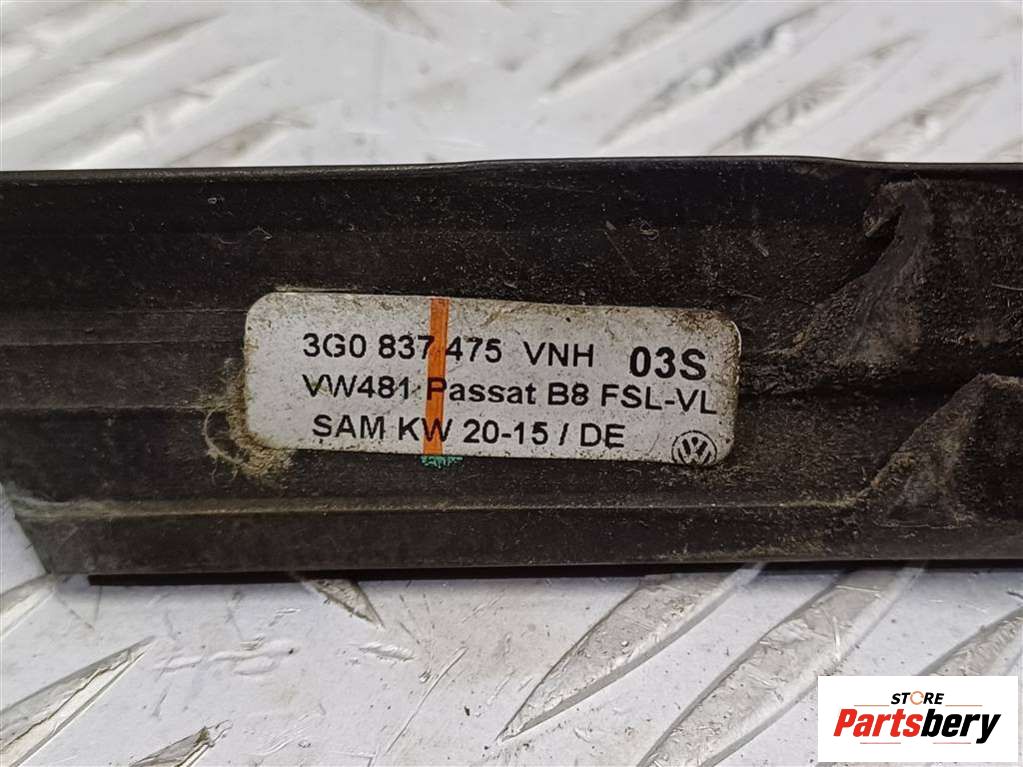 3G0 837 475 VNH 03S
VW481 Passat B8 FSL-VL
SAM KW 20-15 / DE
STORE
Partsbery